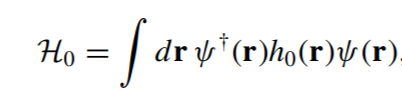 ℋ₀ = ∫ d𝐫 ψ†(𝐫)h₀(𝐫)ψ(𝐫),